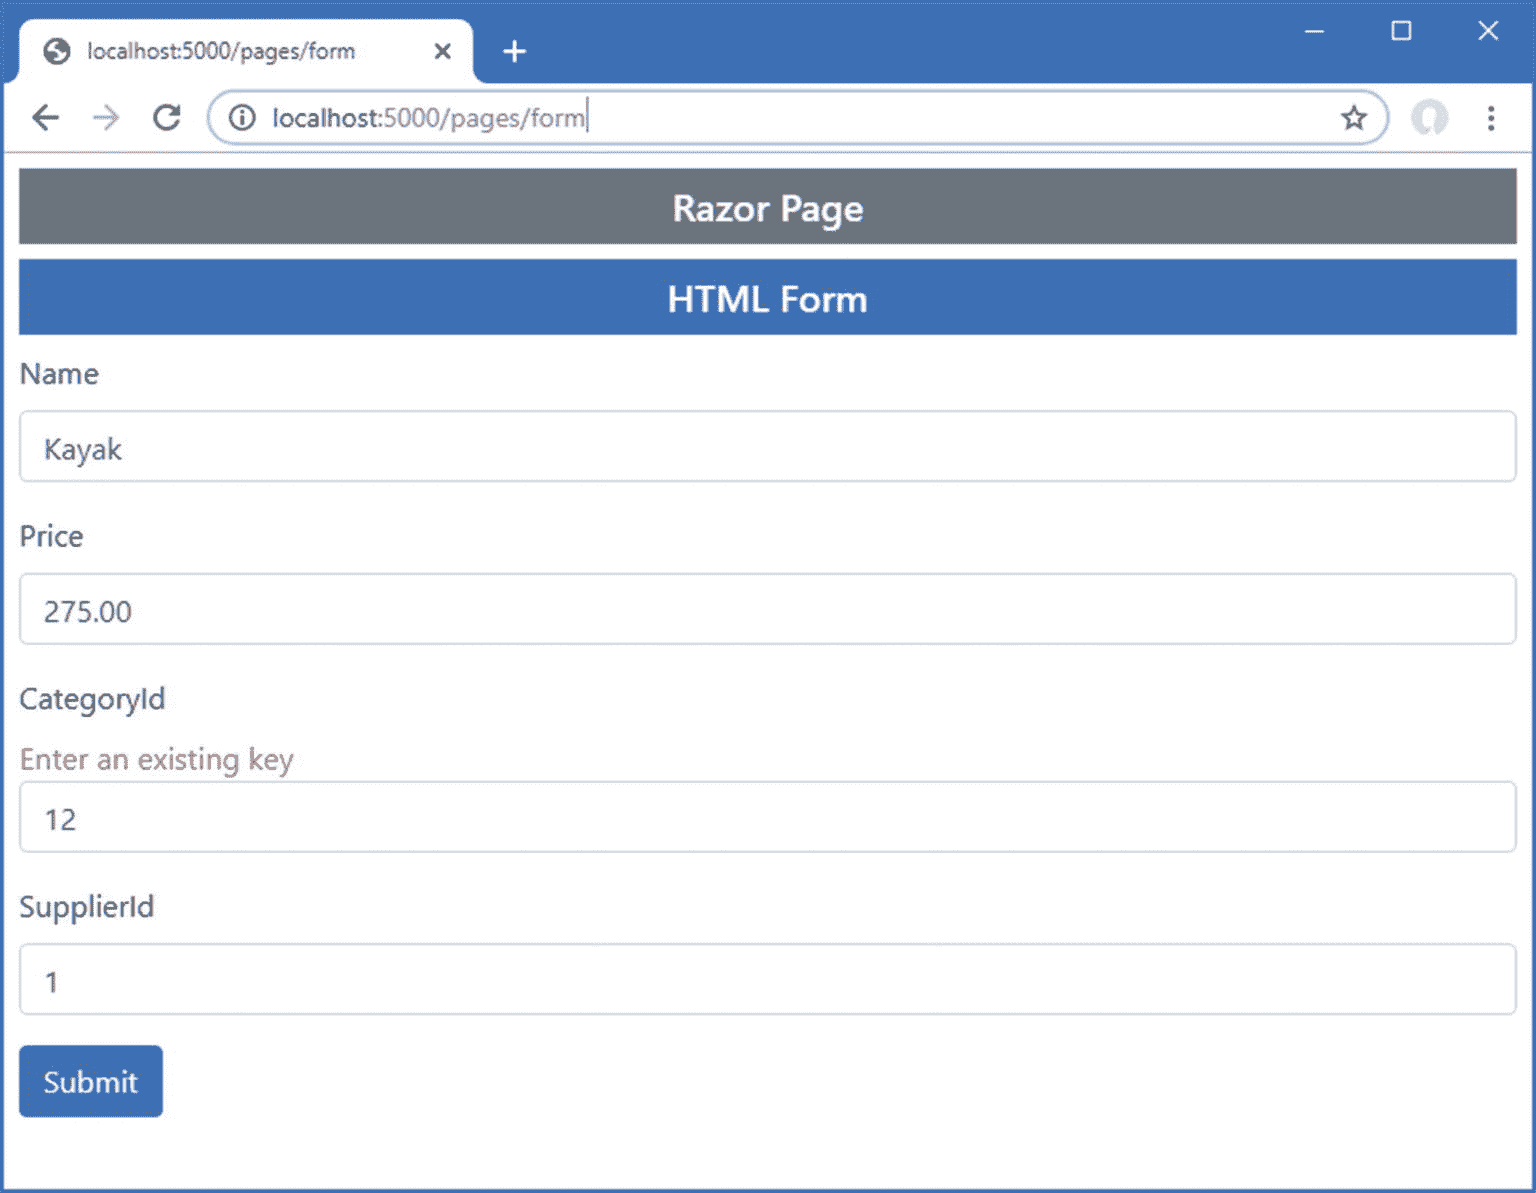 localhost:5000/pages/form
localhost:5000/pages/form
Razor Page
HTML Form
Name
Kayak
Price
275.00
CategoryId
Enter an existing key
12
SupplierId
1
Submit